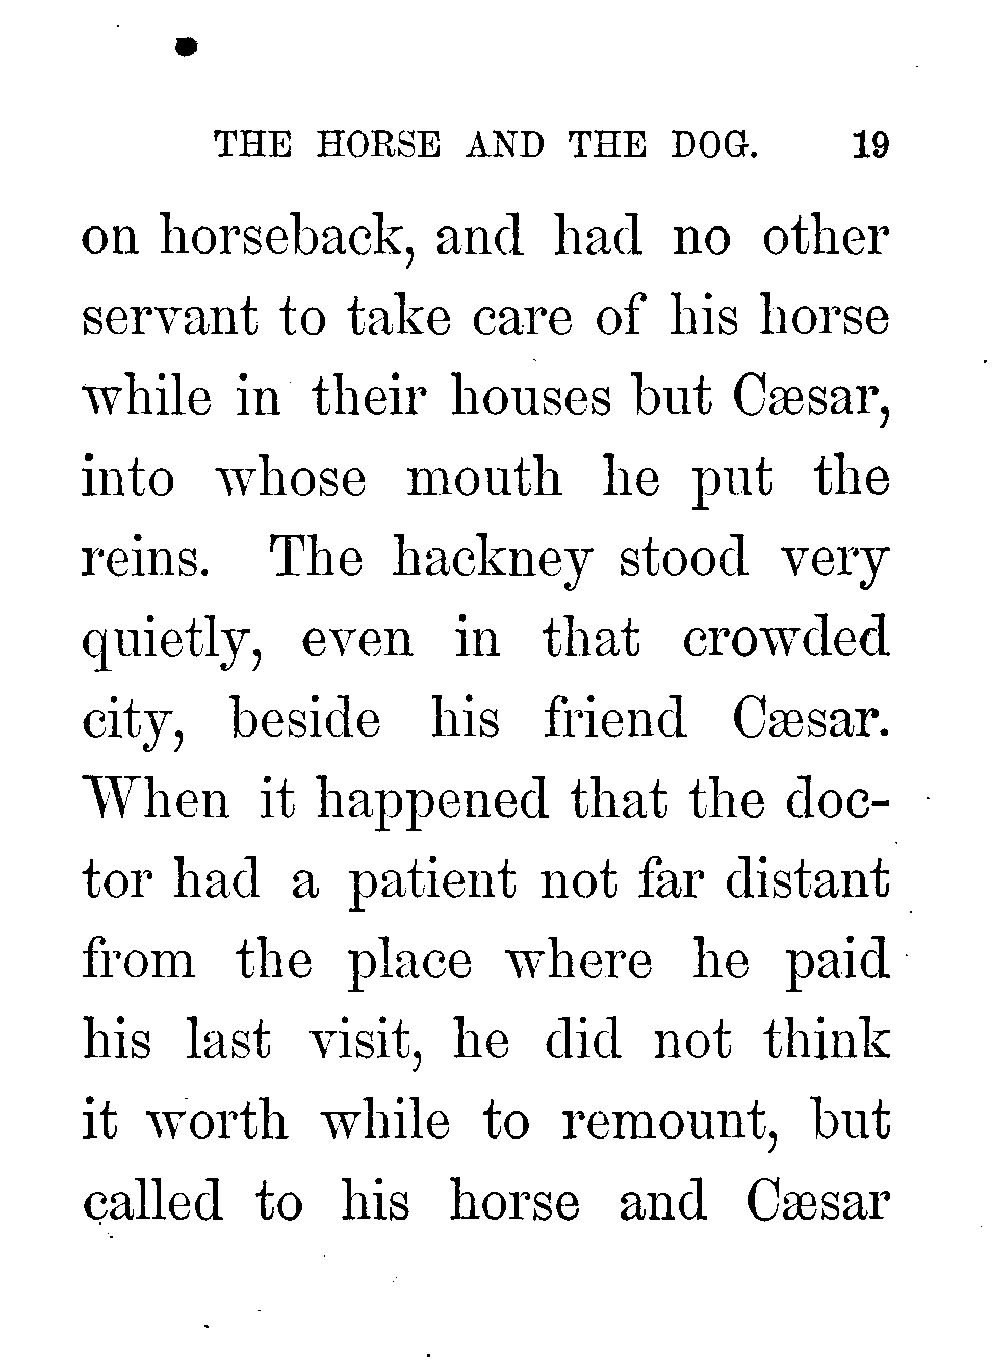 THE HORSE AND THE DOG. 19
on horseback, and had no other
servant to take care of his horse
while in their houses but Cæsar,
into whose mouth he put the
reins. The hackney stood very
quietly, even in that crowded
city, beside his friend Cæsar.
When it happened that the doc-
tor had a patient not far distant
from the place where he paid
his last visit, he did not think
it worth while to remount, but
called to his horse and Cæsar